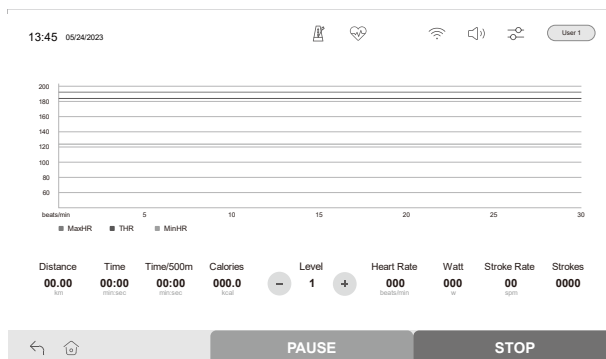 13:45 05/24/2023 User 1
200
180
160
140
120
100
80
60
beats/min 5 10 15 20 25 30
MaxHR THR MinHR
Distance Time Time/500m Calories Level Heart Rate Watt Stroke Rate Strokes
00.00 00:00 00:00 000.0 − 1 + 000 000 00 0000
km min:sec min:sec kcal beats/min w spm
PAUSE STOP